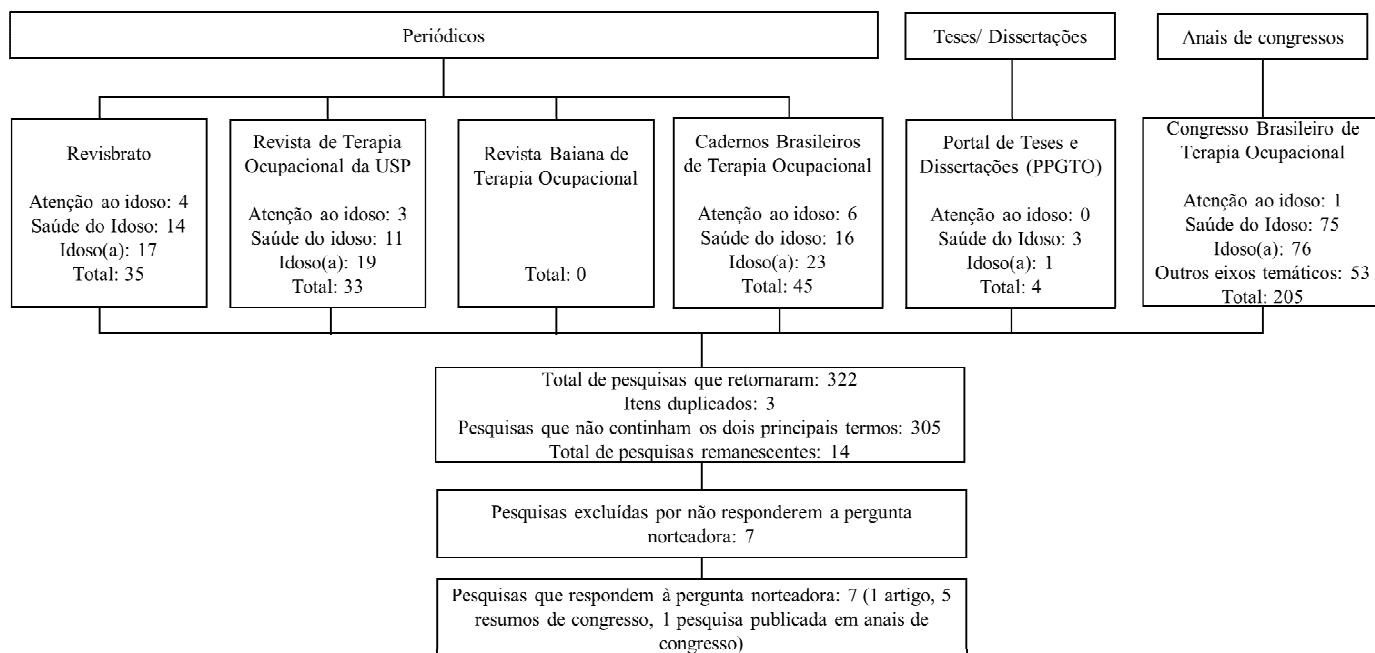 Periódicos
Teses/ Dissertações
Anais de congressos
Revisbrato
Atenção ao idoso: 4
Saúde do Idoso: 14
Idoso(a): 17
Total: 35
Revista de Terapia
Ocupacional da USP
Atenção ao idoso: 3
Saúde do idoso: 11
Idoso(a): 19
Total: 33
Revista Baiana de
Terapia Ocupacional
Total: 0
Cadernos Brasileiros
de Terapia Ocupacional
Atenção ao idoso: 6
Saúde do idoso: 16
Idoso(a): 23
Total: 45
Portal de Teses e
Dissertações (PPGTO)
Atenção ao idoso: 0
Saúde do idoso: 3
Idoso(a): 1
Total: 4
Congresso Brasileiro de
Terapia Ocupacional
Atenção ao idoso: 1
Saúde do Idoso: 75
Idoso(a): 76
Outros eixos temáticos: 53
Total: 205
Total de pesquisas que retornaram: 322
Itens duplicados: 3
Pesquisas que não continham os dois principais termos: 305
Total de pesquisas remanescentes: 14
Pesquisas excluídas por não responderem a pergunta
norteadora: 7
Pesquisas que respondem à pergunta norteadora: 7 (1 artigo, 5
resumos de congresso, 1 pesquisa publicada em anais de
congresso)